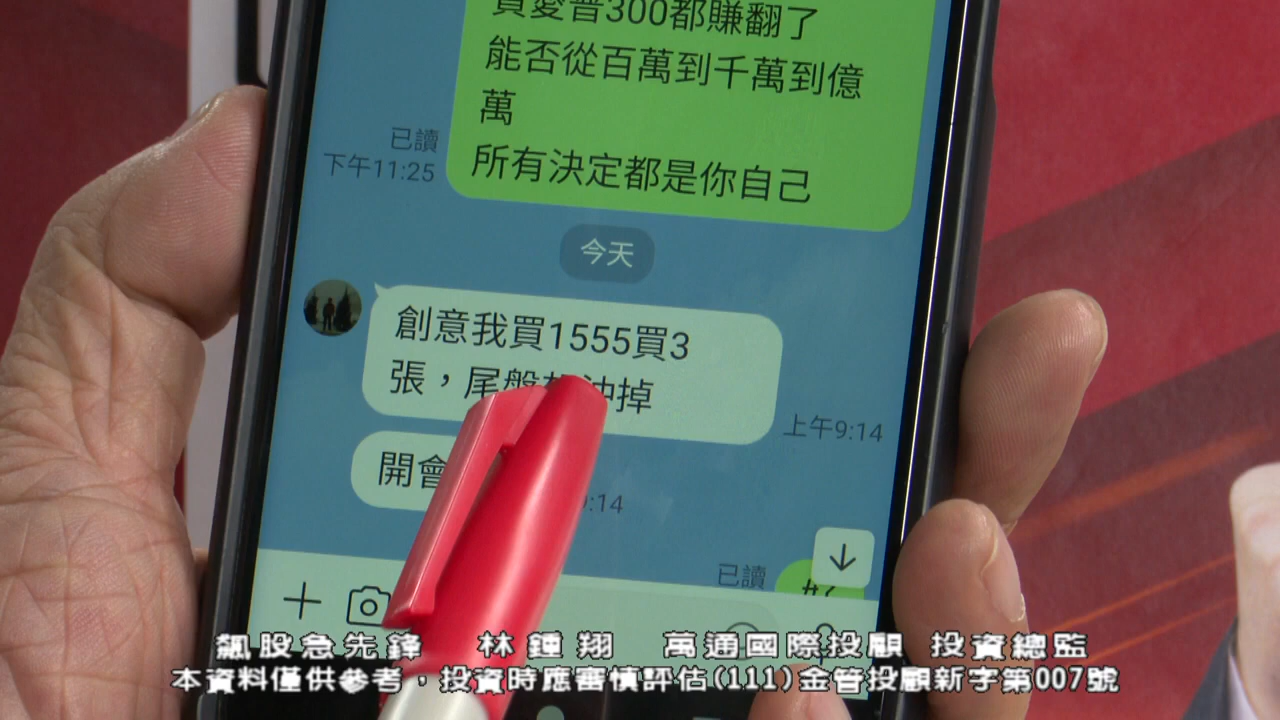 買愛普300都賺翻了
能否從百萬到千萬到億
萬
所有決定都是你自己
已讀
下午11:25
今天
創意我買1555買3
張，尾盤 沖掉
上午9:14
開會
:14
已讀
#7
飆股急先鋒 林鍾翔 萬通國際投顧 投資總監
本資料僅供參考，投資時應審慎評估(111)金管投顧新字第007號